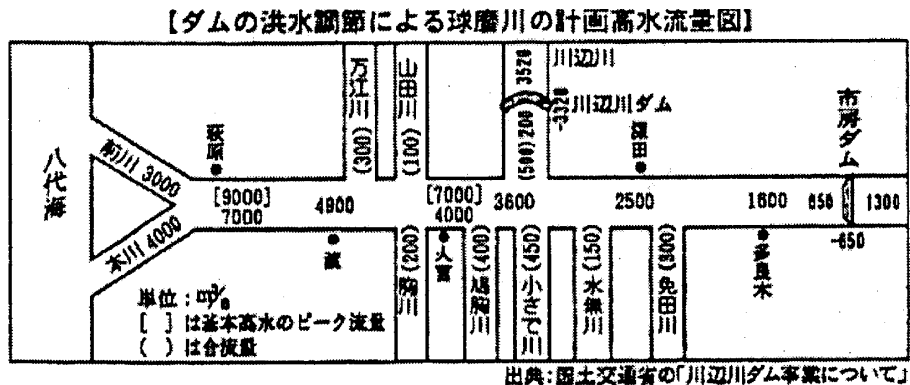 【ダムの洪水調節による球磨川の計画高水流量図】
八代海
前川 3000
本川 4000
萩原
[9000]
7000
万江川 (300)
山田川 (100)
4900
[7000]
4000
3600
3520
川辺川
川辺川ダム
-3320
(500) 200
2500
1600
市房ダム
650
1300
-650
胸川 (200)
人吉
鳩胸川 (400)
小さで川 (450)
水無川 (150)
免田川 (300)
多良木
単位:m³/s
[ ]は基本高水のピーク流量
( )は合流量
出典:国土交通省の「川辺川ダム事業について」